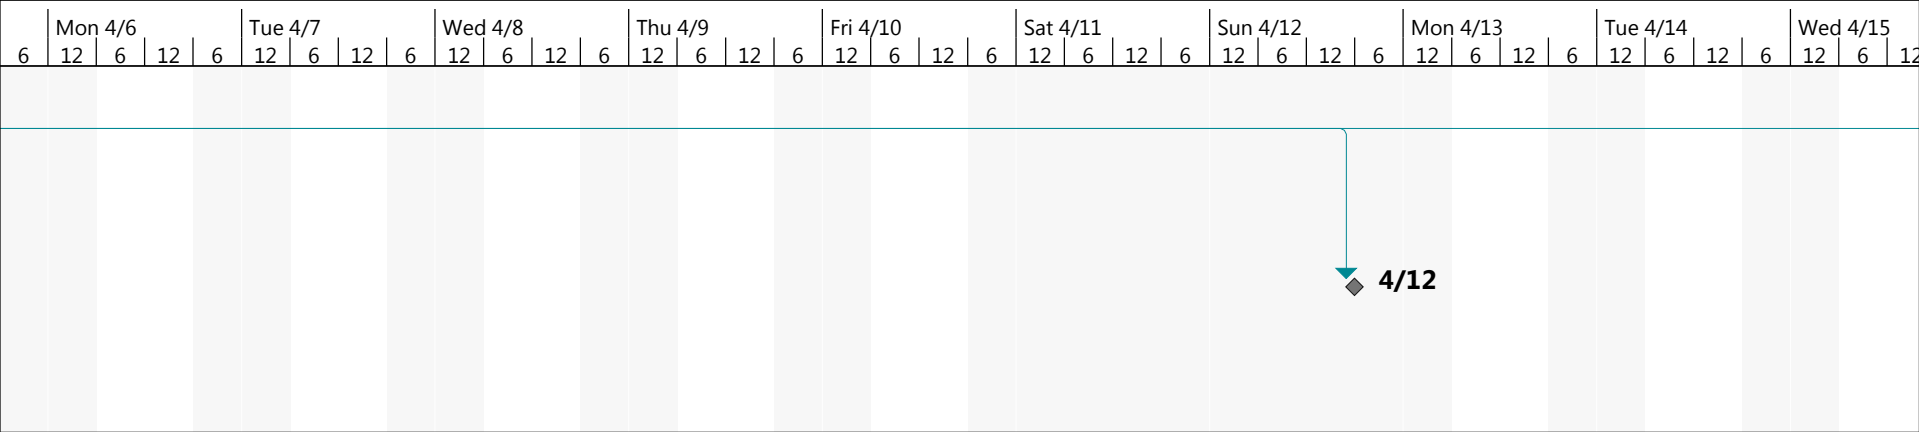 Mon 4/6 Tue 4/7 Wed 4/8 Thu 4/9 Fri 4/10 Sat 4/11 Sun 4/12 Mon 4/13 Tue 4/14 Wed 4/15
6 12 6 12 6 12 6 12 6 12 6 12 6 12 6 12 6 12 6 12 6 12 6 12 6 12 6 12 6 12 6 12 6 12 6 12 6 12 6 12
4/12